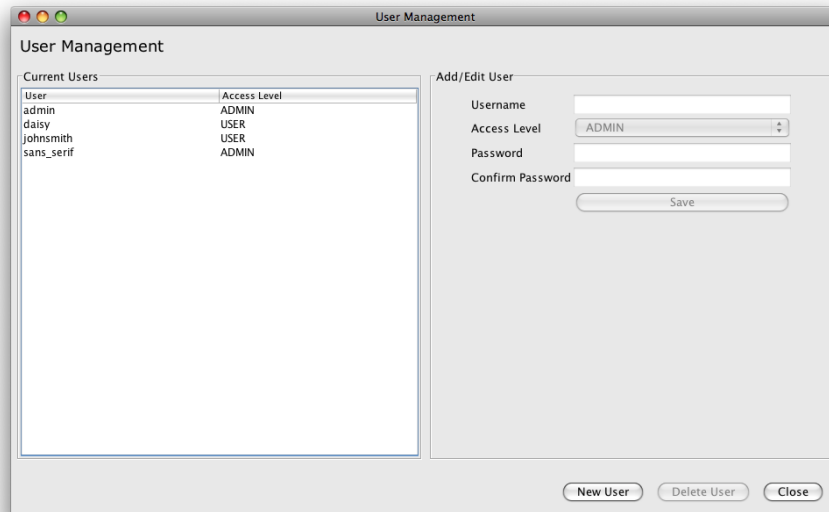 User Management
User Management
Current Users
User Access Level
admin ADMIN
daisy USER
johnsmith USER
sans_serif ADMIN
Add/Edit User
Username
Access Level ADMIN
Password
Confirm Password
Save
New User Delete User Close